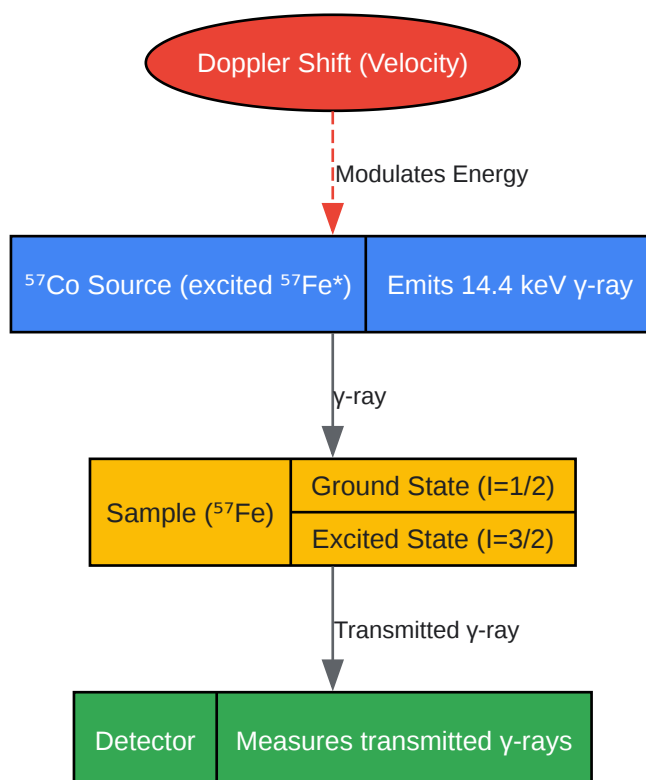 Doppler Shift (Velocity)
Modulates Energy
⁵⁷Co Source (excited ⁵⁷Fe*)
Emits 14.4 keV γ-ray
γ-ray
Sample (⁵⁷Fe)
Ground State (I=1/2)
Excited State (I=3/2)
Transmitted γ-ray
Detector
Measures transmitted γ-rays